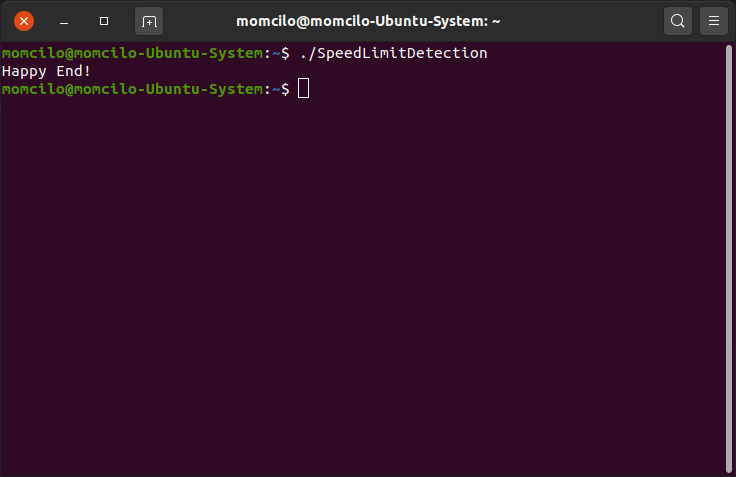 momcilo@momcilo-Ubuntu-System: ~
momcilo@momcilo-Ubuntu-System:~$ ./SpeedLimitDetection
Happy End!
momcilo@momcilo-Ubuntu-System:~$